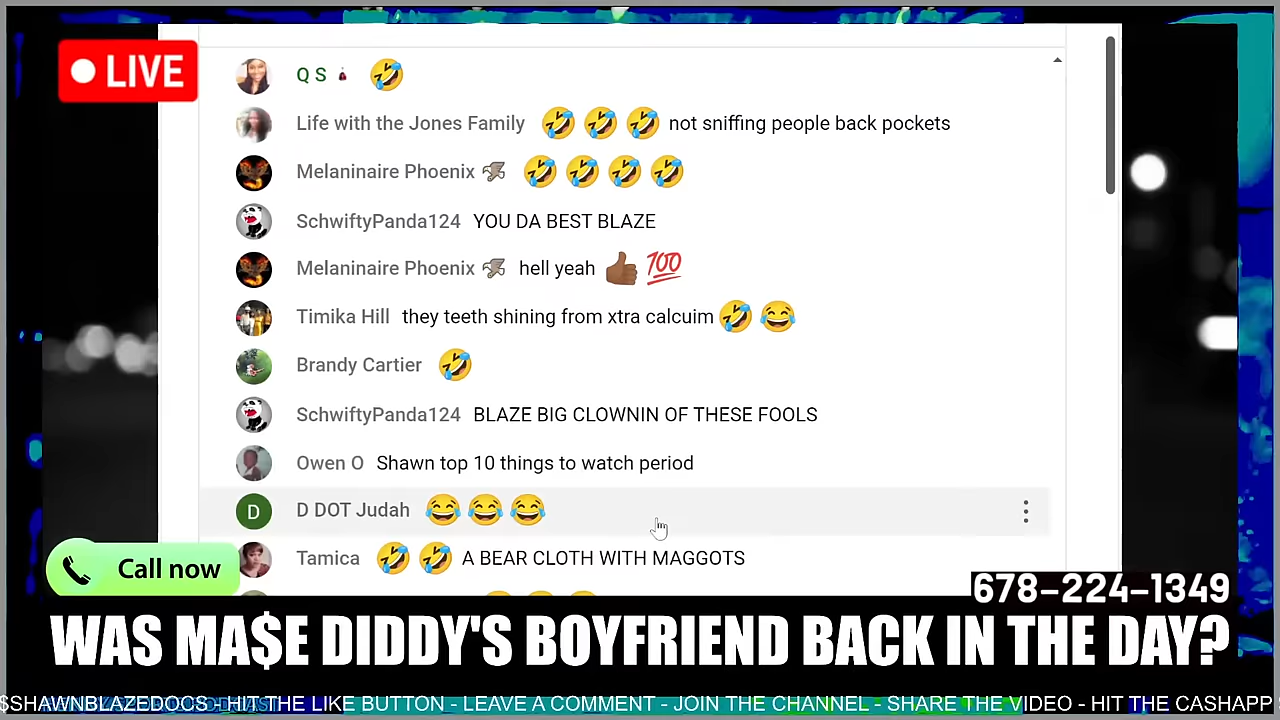 LIVE
Q S 🤣
Life with the Jones Family 🤣🤣🤣 not sniffing people back pockets
Melaninaire Phoenix 🤣🤣🤣🤣
SchwiftyPanda124 YOU DA BEST BLAZE
Melaninaire Phoenix hell yeah 👍🏾💯
Timika Hill they teeth shining from xtra calcuim🤣😂
Brandy Cartier 🤣
SchwiftyPanda124 BLAZE BIG CLOWNIN OF THESE FOOLS
Owen O Shawn top 10 things to watch period
D D DOT Judah 😂😂😂
Tamica 🤣🤣 A BEAR CLOTH WITH MAGGOTS
Call now
678-224-1349
WAS MA$E DIDDY'S BOYFRIEND BACK IN THE DAY?
$SHAWNBLAZEDOCS - HIT THE LIKE BUTTON - LEAVE A COMMENT - JOIN THE CHANNEL - SHARE THE VIDEO - HIT THE CASHAPP